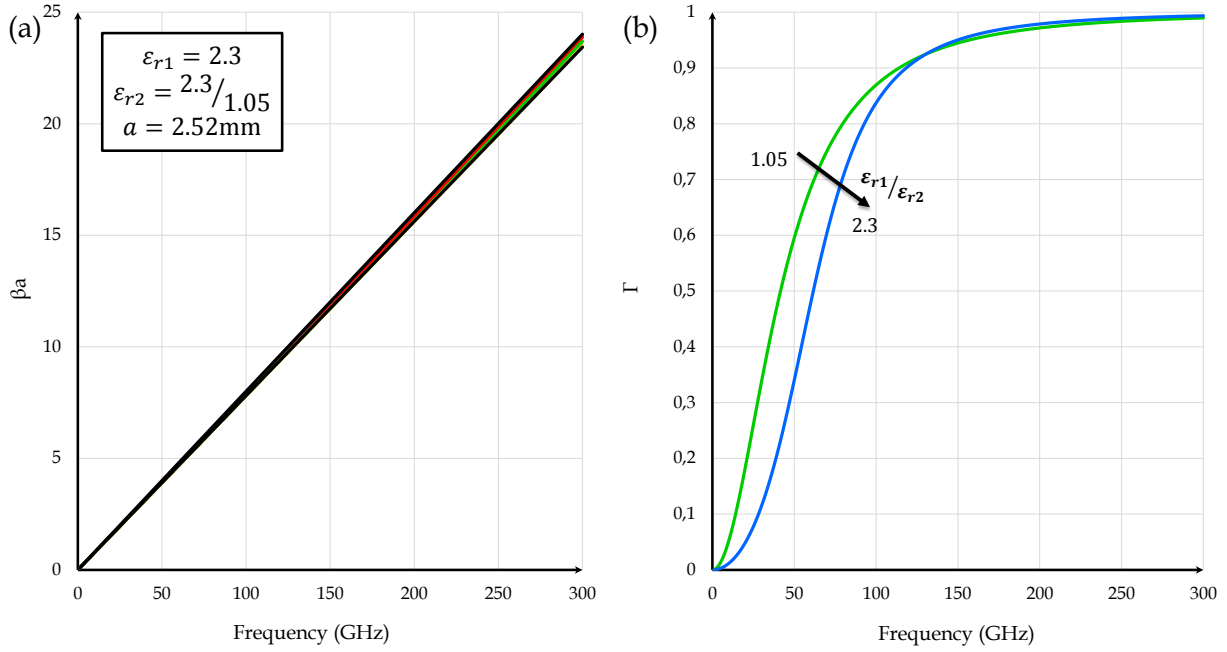 (a)
εr1 = 2.3
εr2 = 2.3/1.05
a = 2.52mm
25
20
15
10
5
0
0 50 100 150 200 250 300
βa
Frequency (GHz)
(b)
1
0,9
0,8
0,7
0,6
0,5
0,4
0,3
0,2
0,1
0
0 50 100 150 200 250 300
Γ
Frequency (GHz)
1.05
εr1/εr2
2.3